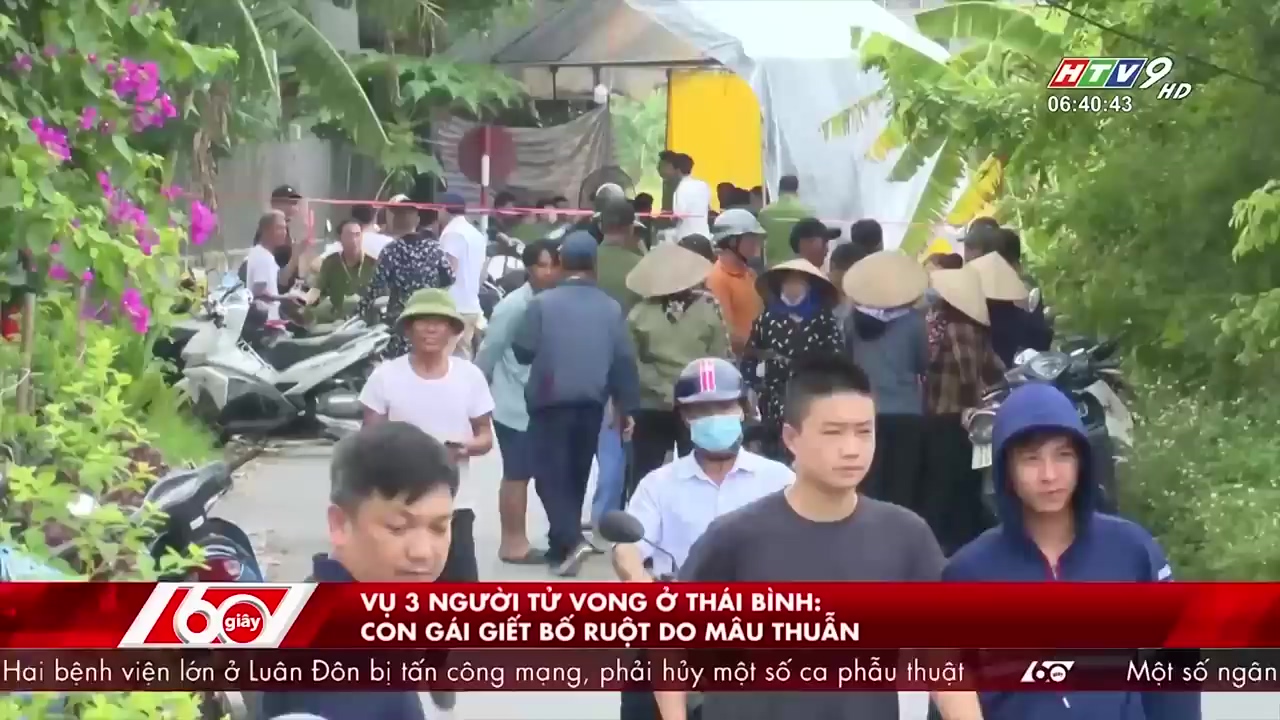 HTV9 HD
06:40:43
60 giây
VỤ 3 NGƯỜI TỬ VONG Ở THÁI BÌNH:
CON GÁI GIẾT BỐ RUỘT DO MÂU THUẪN
Hai bệnh viện lớn ở Luân Đôn bị tấn công mạng, phải hủy một số ca phẫu thuật 60 giây Một số ngân